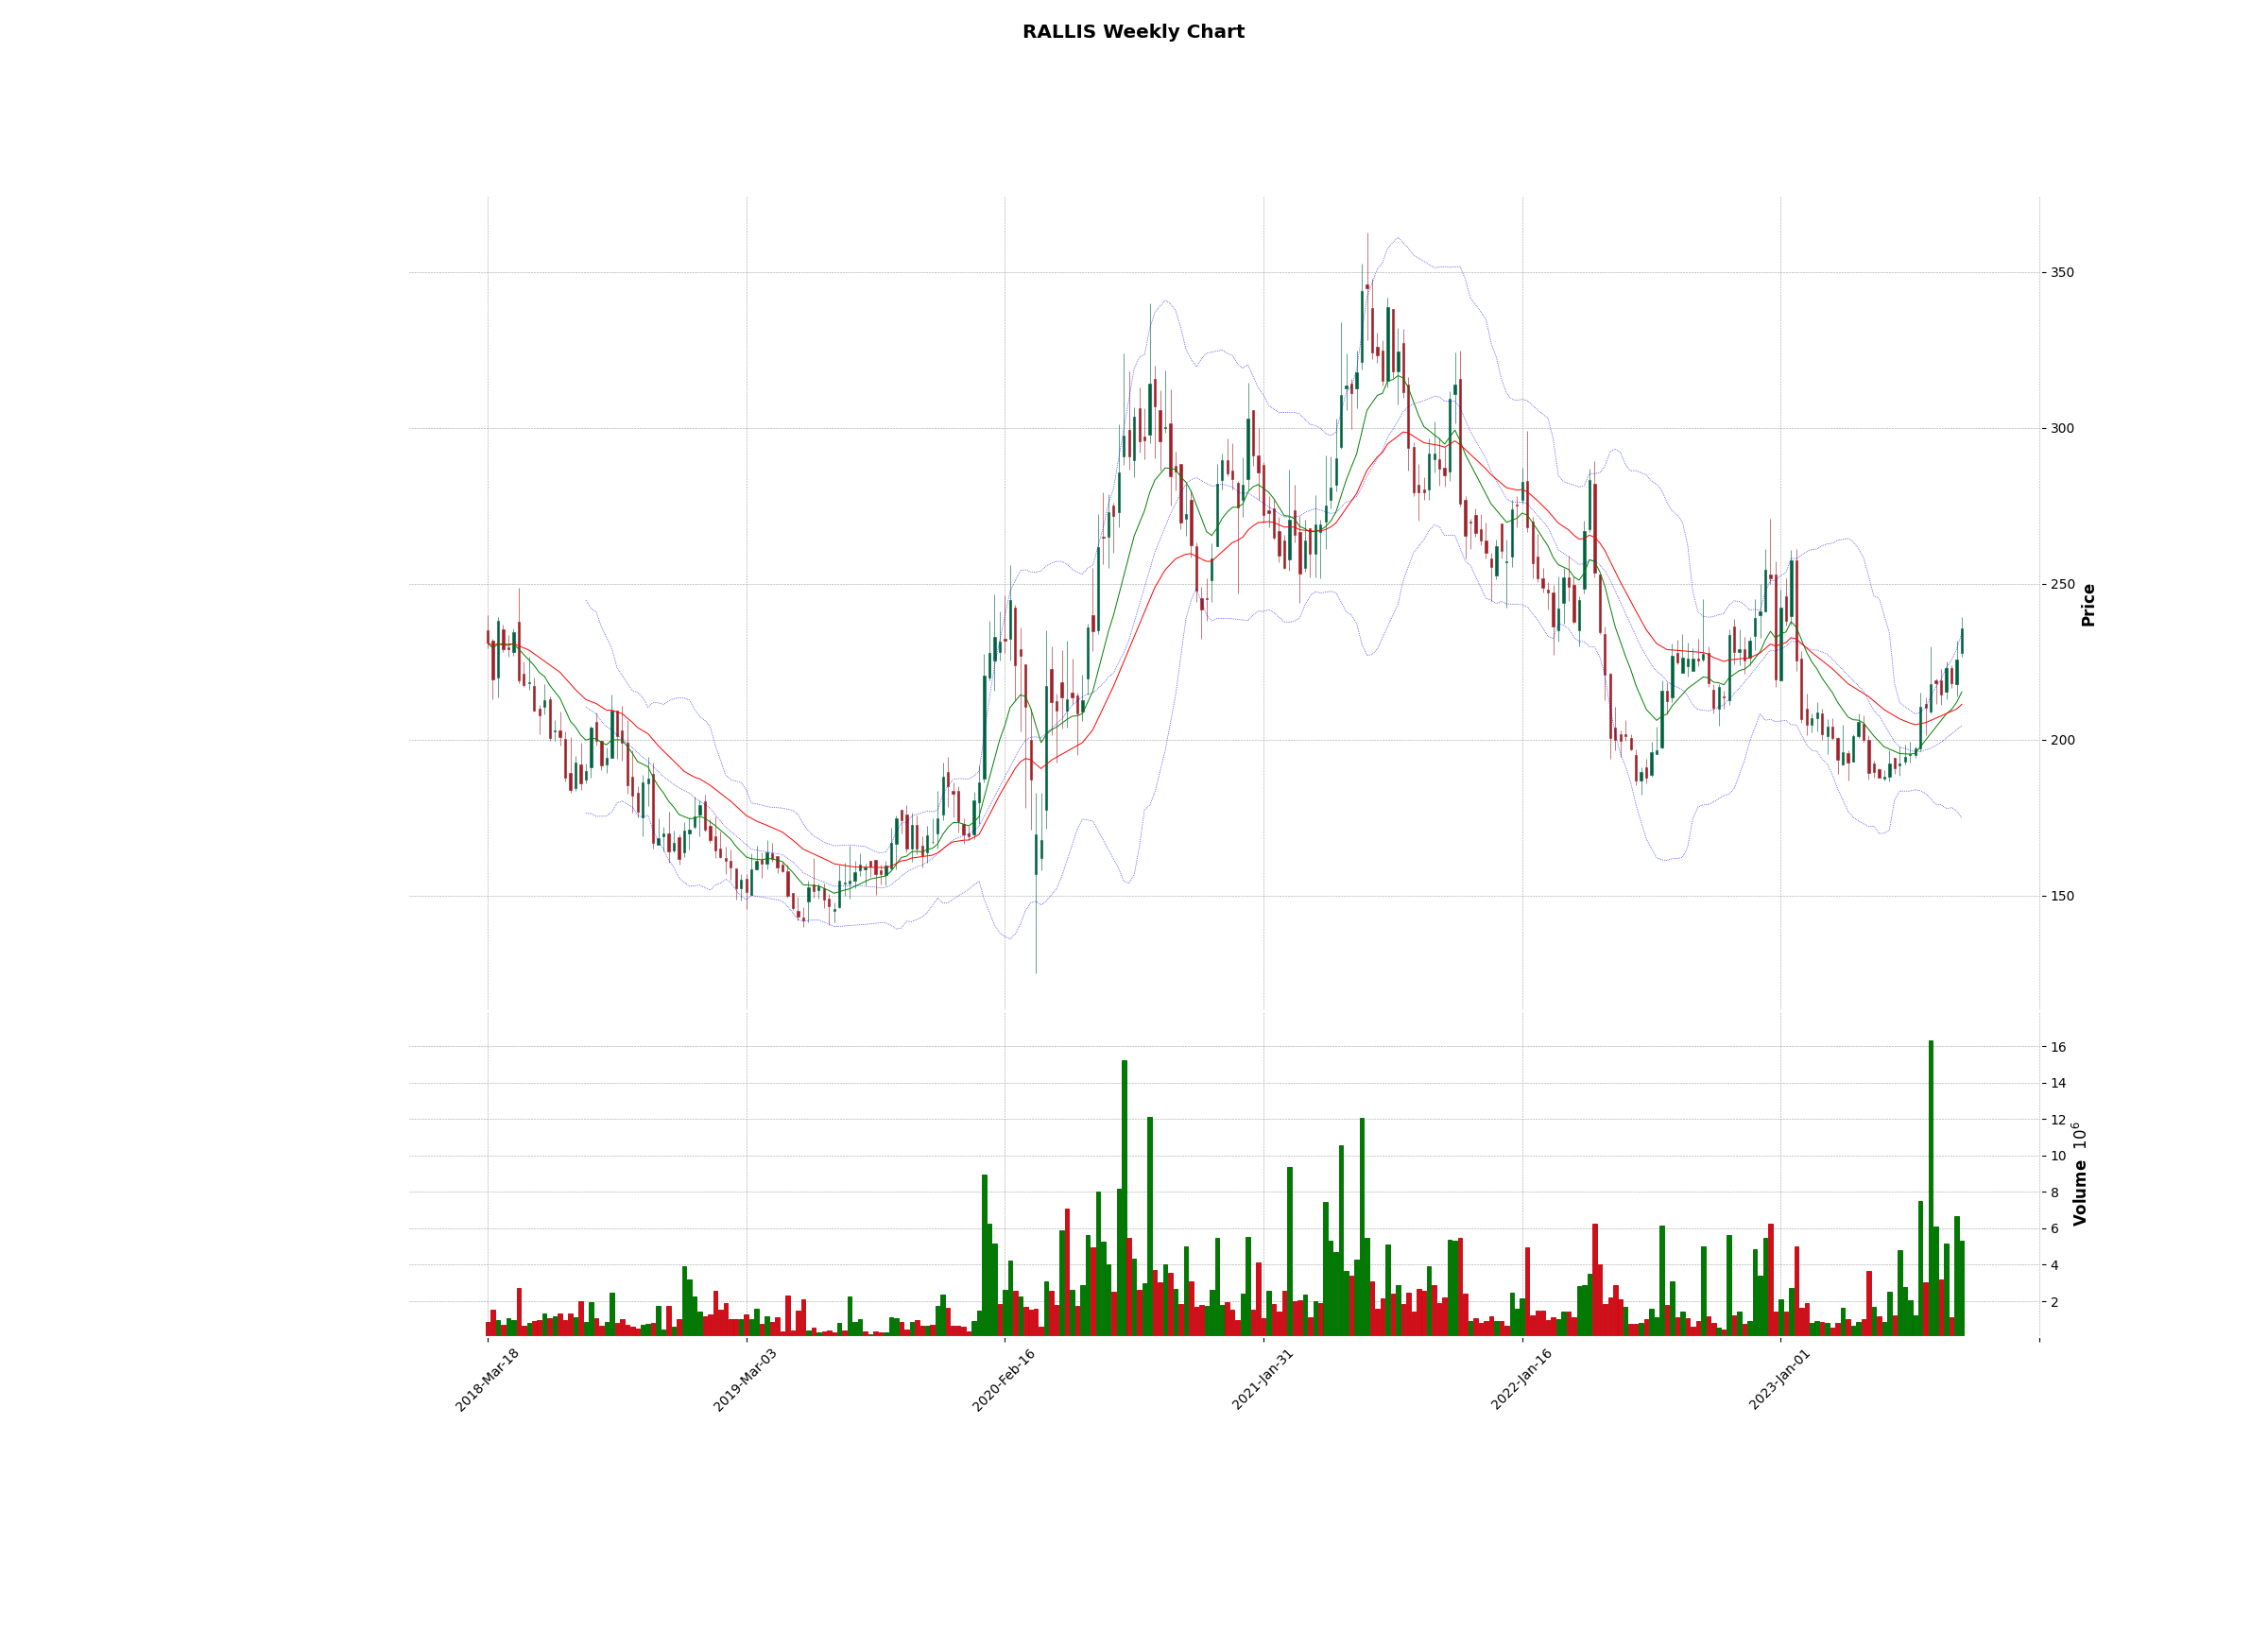 RALLIS Weekly Chart
350
300
250
200
150
Price
16
14
12
10
8
6
4
2
Volume 10^6
2018-Mar-18
2019-Mar-03
2020-Feb-16
2021-Jan-31
2022-Jan-16
2023-Jan-01